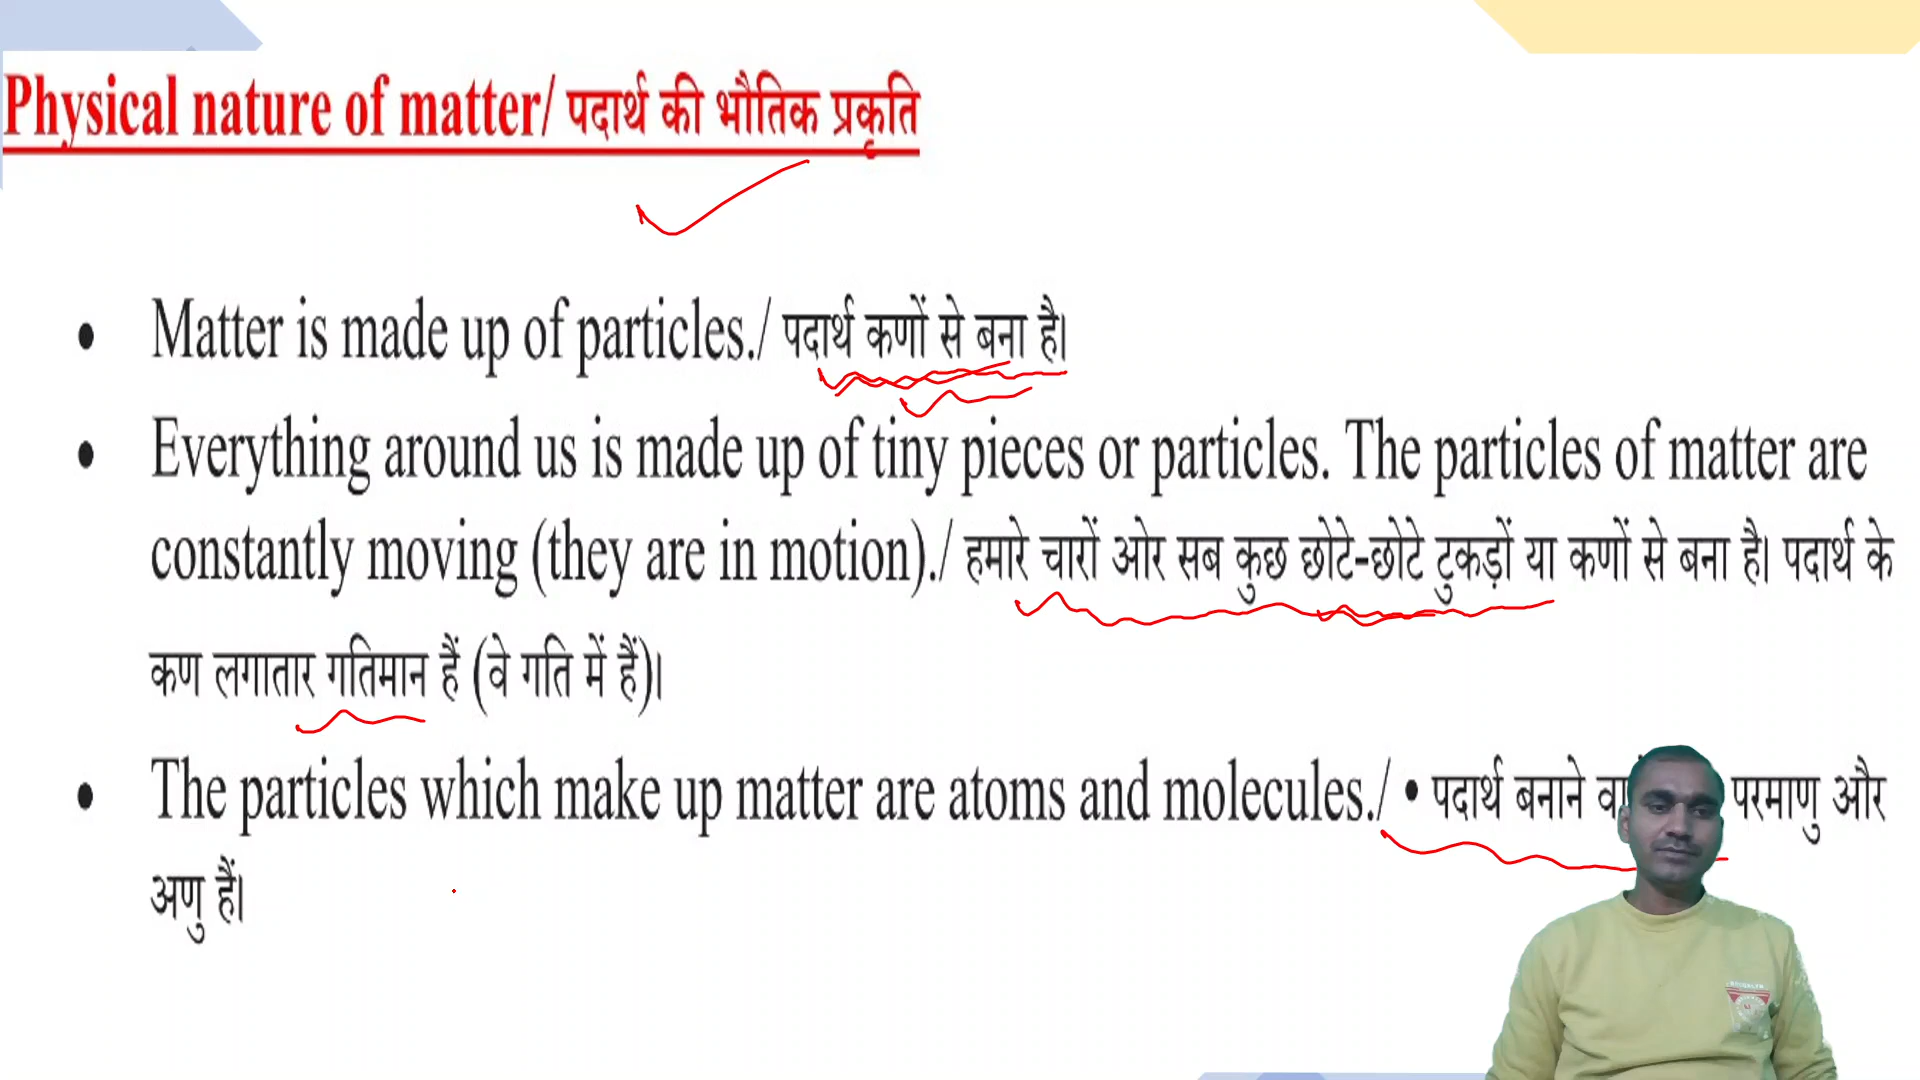 Physical nature of matter/ पदार्थ की भौतिक प्रकृति
• Matter is made up of particles./ पदार्थ कणों से बना है।
• Everything around us is made up of tiny pieces or particles. The particles of matter are
constantly moving (they are in motion)./ हमारे चारों ओर सब कुछ छोटे-छोटे टुकड़ों या कणों से बना है। पदार्थ के
कण लगातार गतिमान हैं (वे गति में हैं)।
• The particles which make up matter are atoms and molecules./ • पदार्थ बनाने परमाणु और
अणु हैं।